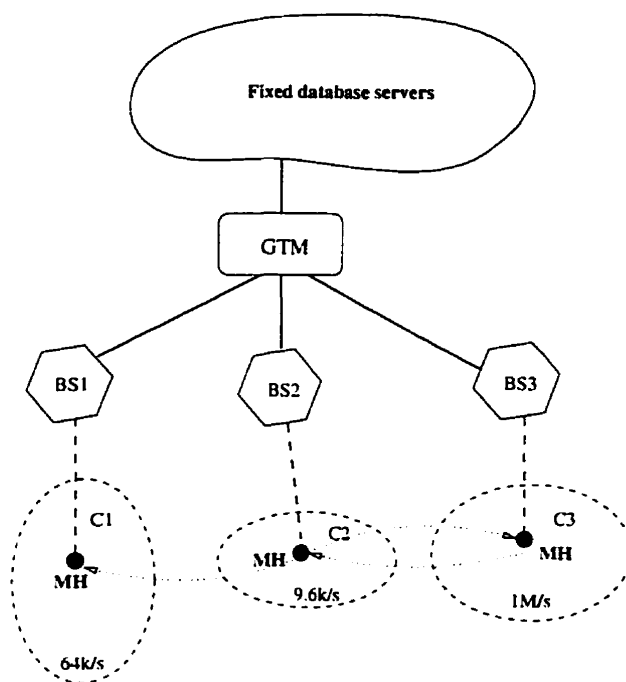 Fixed database servers
GTM
BS1
BS2
BS3
C1
C2
C3
MH
MH
MH
9.6k/s
1M/s
64k/s